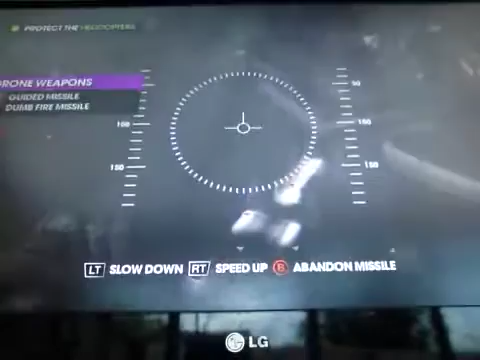 PROTECT THE HELICOPTERS
DRONE WEAPONS
GUIDED MISSILE
DUMB FIRE MISSILE
50
100 100
150 150
LT SLOW DOWN RT SPEED UP B ABANDON MISSILE
LG